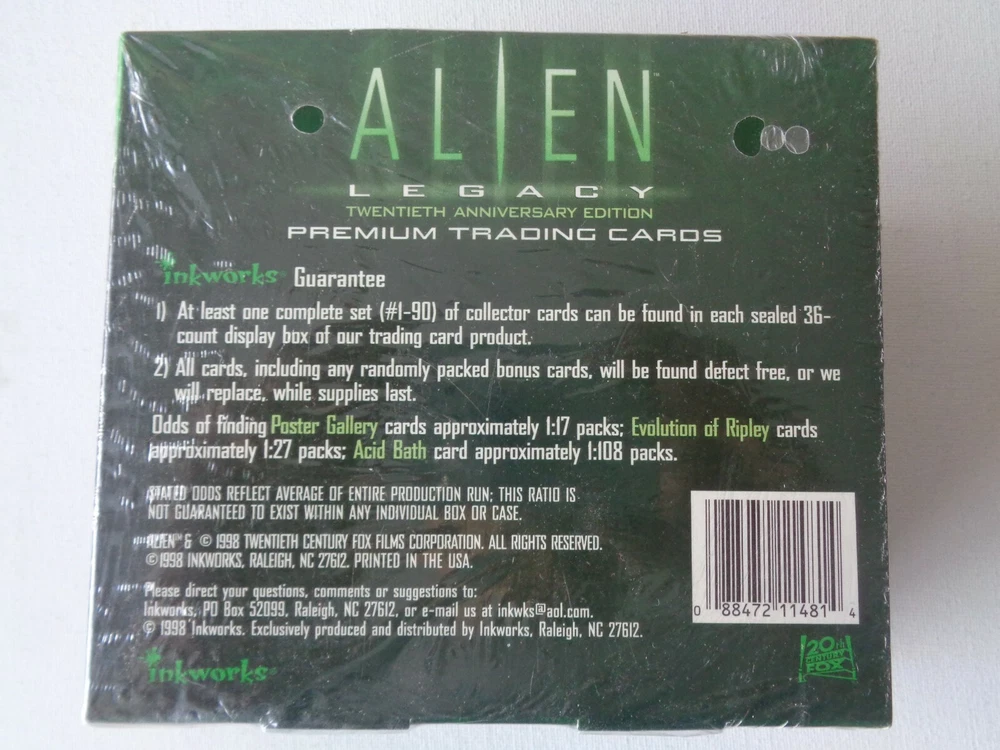 ALIEN™
LEGACY
TWENTIETH ANNIVERSARY EDITION
PREMIUM TRADING CARDS
inkworks® Guarantee
1) At least one complete set (#1-90) of collector cards can be found in each sealed 36-
count display box of our trading card product.
2) All cards, including any randomly packed bonus cards, will be found defect free, or we
will replace, while supplies last.
Odds of finding Poster Gallery cards approximately 1:17 packs; Evolution of Ripley cards
approximately 1:27 packs; Acid Bath card approximately 1:108 packs.
STATED ODDS REFLECT AVERAGE OF ENTIRE PRODUCTION RUN; THIS RATIO IS
NOT GUARANTEED TO EXIST WITHIN ANY INDIVIDUAL BOX OR CASE.
ALIEN™ & © 1998 TWENTIETH CENTURY FOX FILMS CORPORATION. ALL RIGHTS RESERVED.
© 1998 INKWORKS, RALEIGH, NC 27612. PRINTED IN THE USA.
Please direct your questions, comments or suggestions to:
Inkworks, PO Box 52099, Raleigh, NC 27612, or e-mail us at inkwks@aol.com.
© 1998 Inkworks. Exclusively produced and distributed by Inkworks, Raleigh, NC 27612.
0 88472 11481 4
inkworks®
20th
CENTURY
FOX